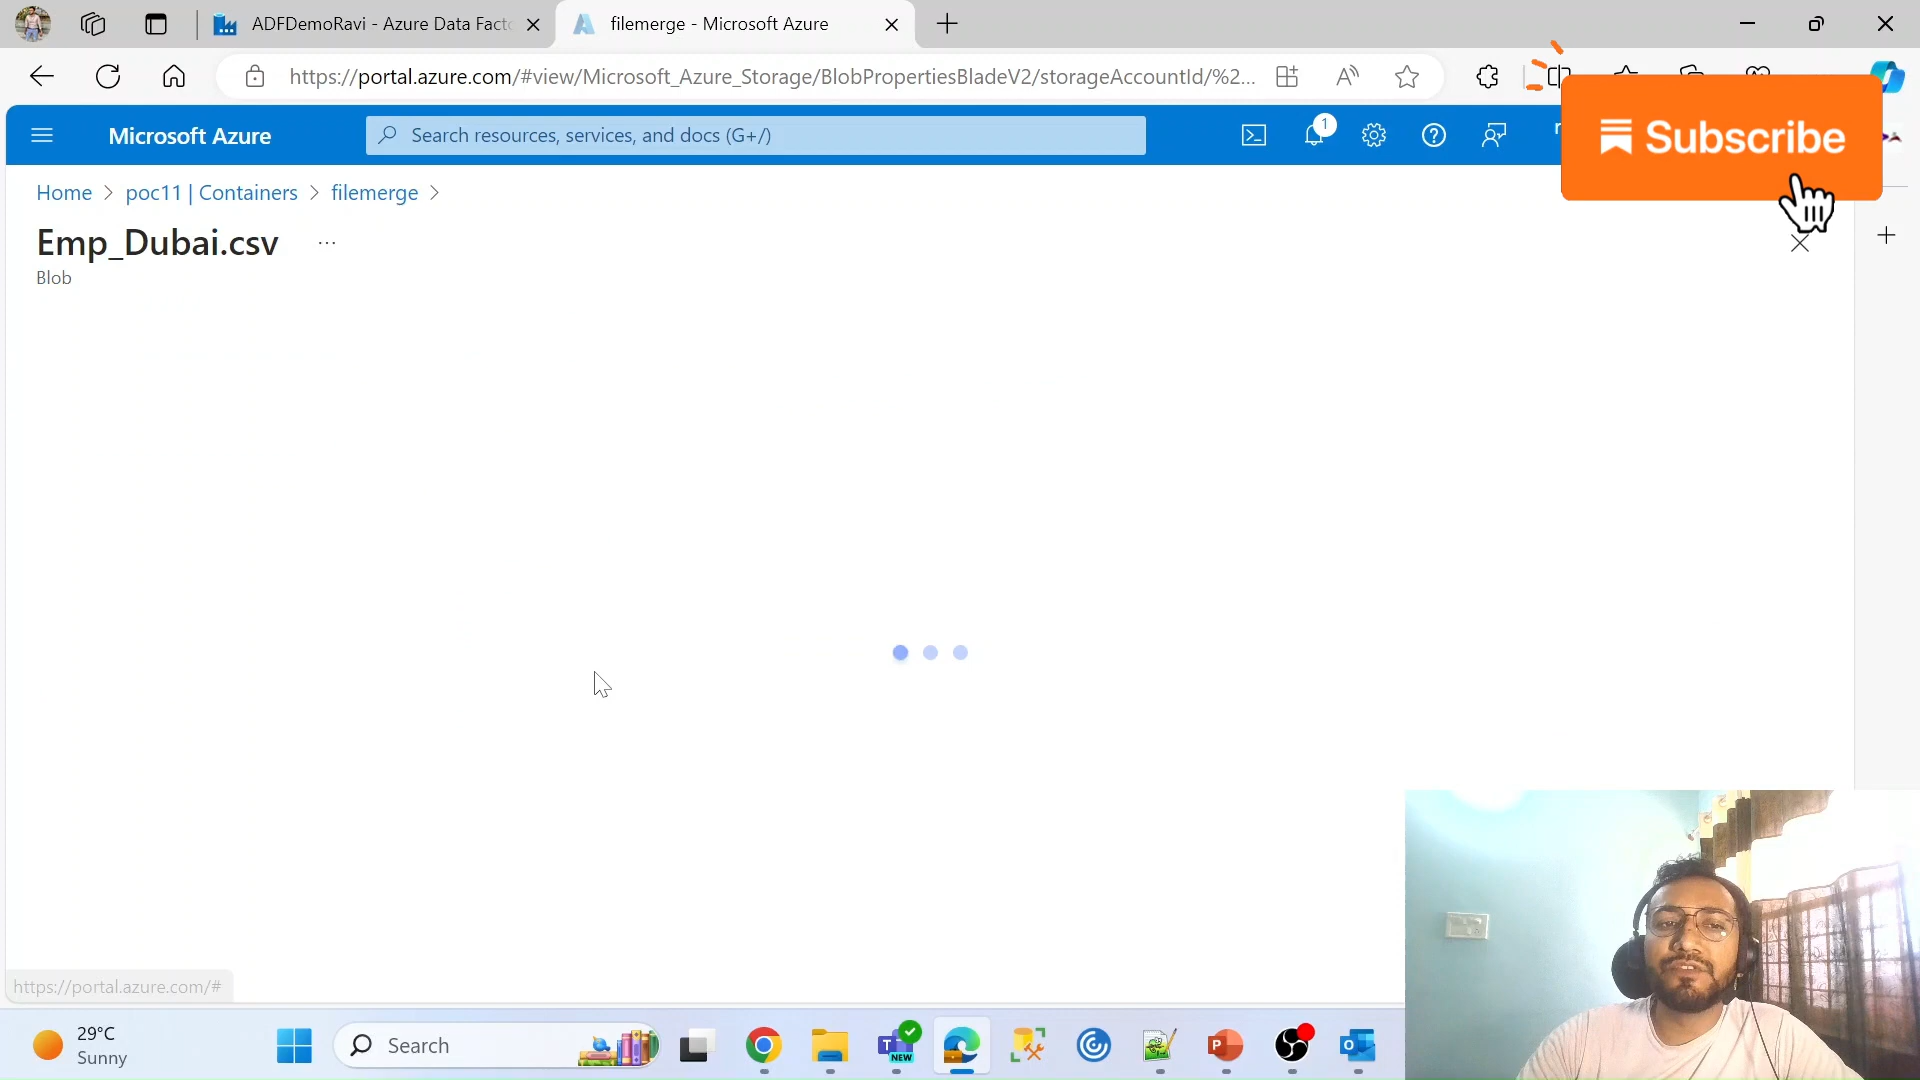 ADFDemoRavi - Azure Data Facto
filemerge - Microsoft Azure
https://portal.azure.com/#view/Microsoft_Azure_Storage/BlobPropertiesBladeV2/storageAccountId/%2...
Microsoft Azure
Search resources, services, and docs (G+/)
1
Subscribe
Home > poc11 | Containers > filemerge >
Emp_Dubai.csv ...
Blob
https://portal.azure.com/#
29°C
Sunny
Search
NEW